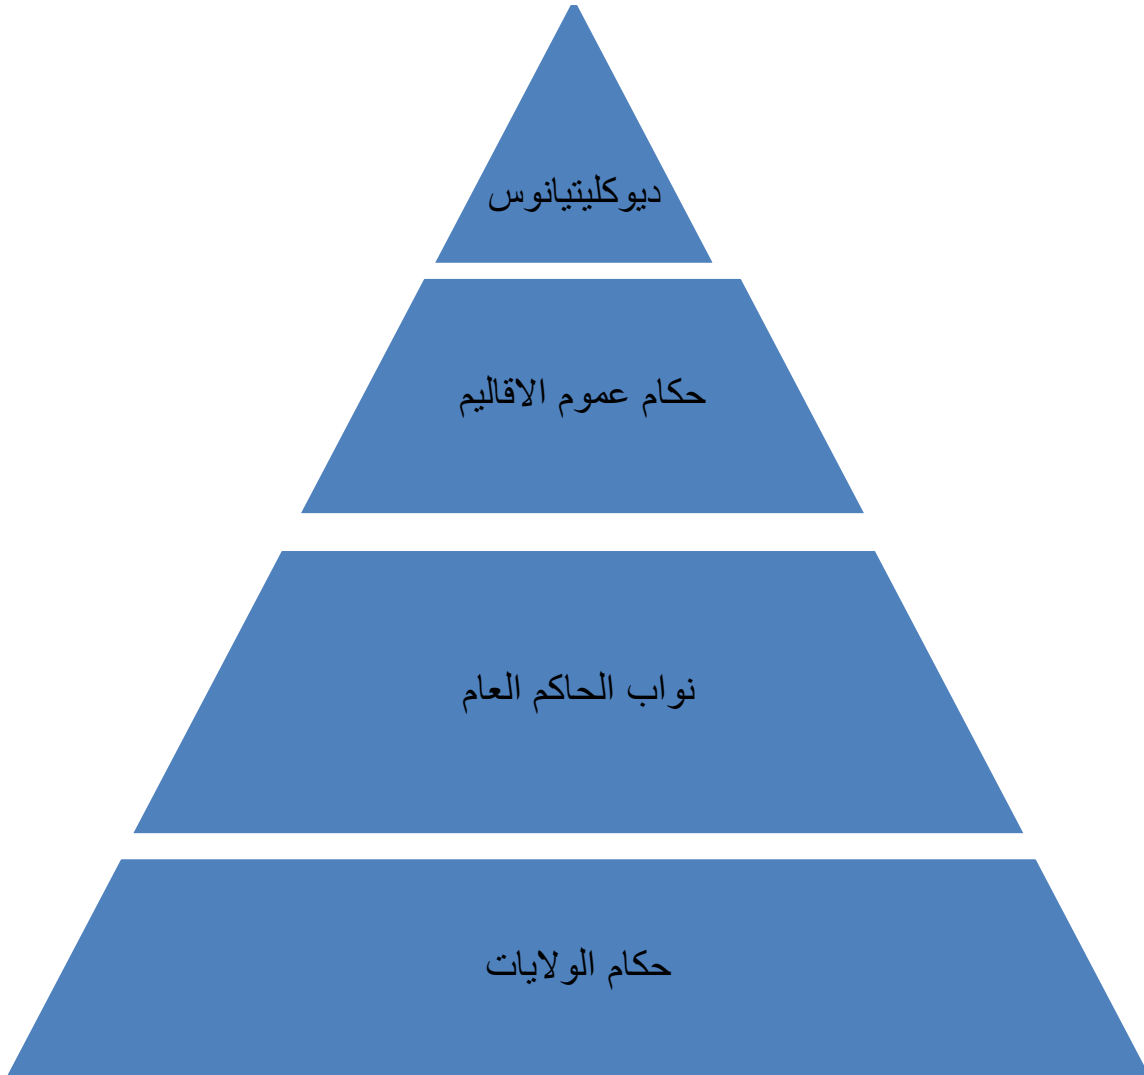 ديوكليتيانوس
حكام عموم الاقاليم
نواب الحاكم العام
حكام الولايات